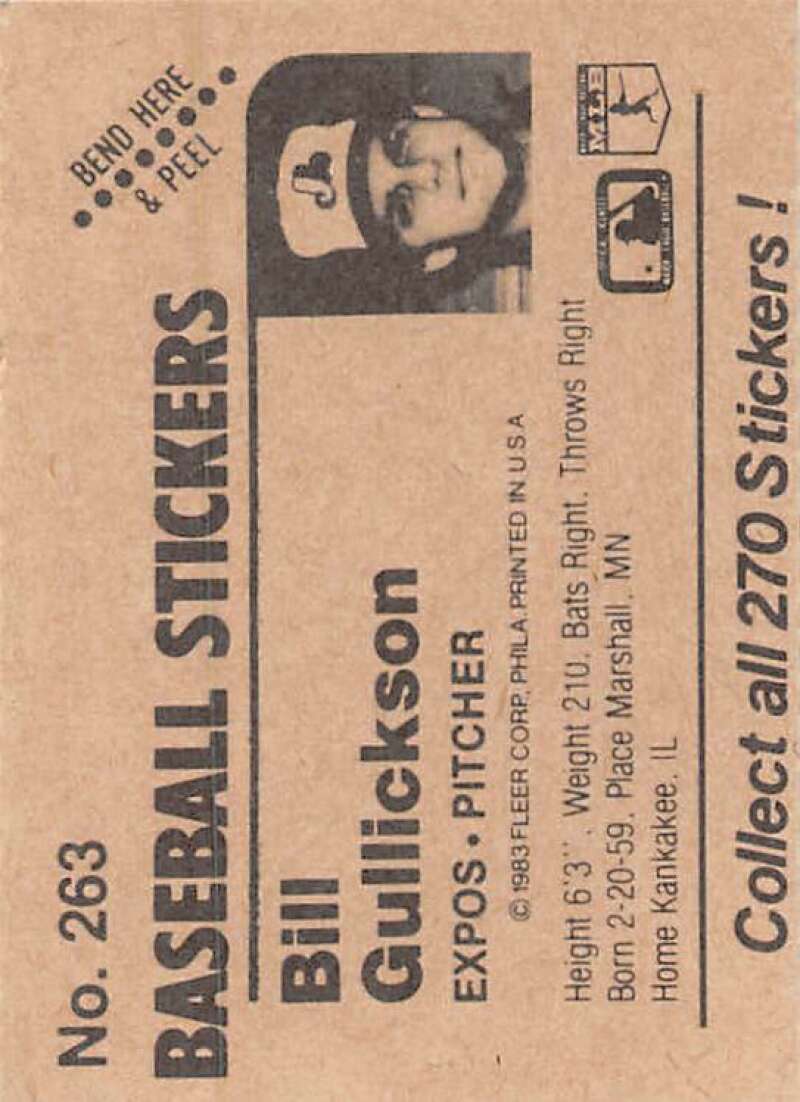 No. 263
BEND HERE
& PEEL
BASEBALL STICKERS
Bill
Gullickson
EXPOS • PITCHER
© 1983 FLEER CORP., PHILA. PRINTED IN U.S.A
Height 6'3''. Weight 210. Bats Right. Throws Right
Born 2-20-59. Place Marshall. MN
Home Kankakee. IL
Collect all 270 Stickers !